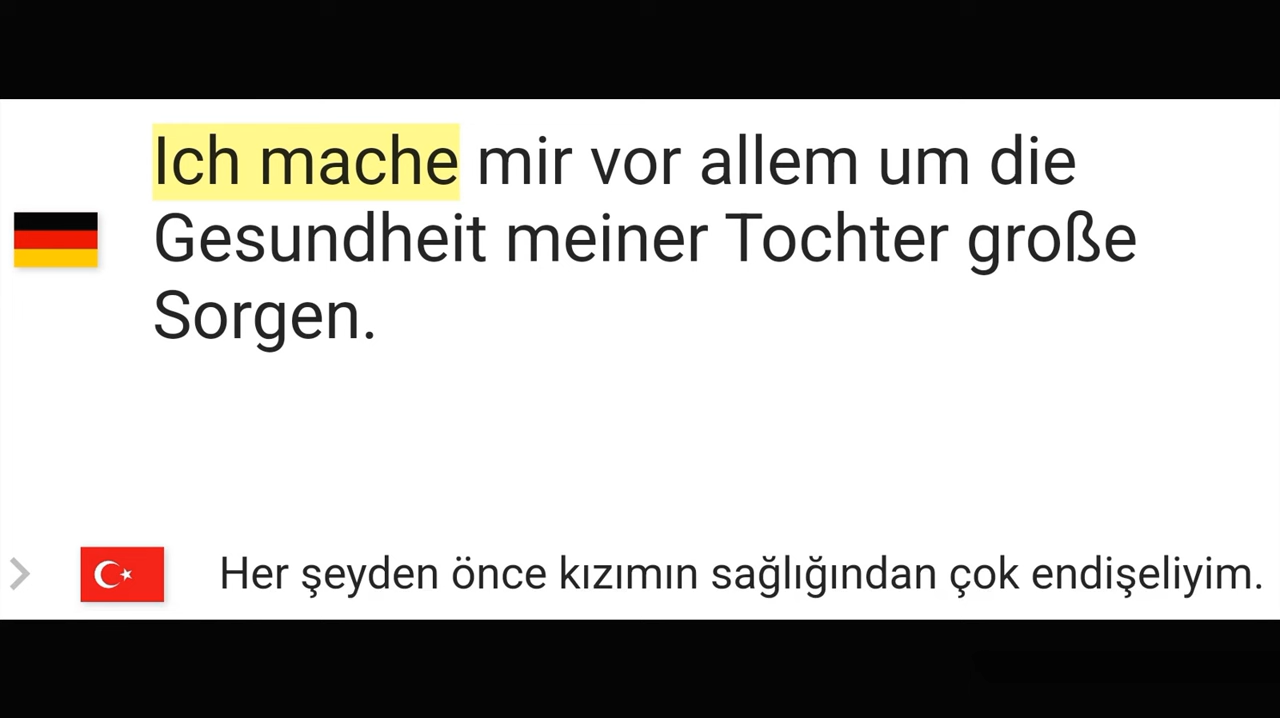 Ich mache mir vor allem um die
Gesundheit meiner Tochter große
Sorgen.
Her şeyden önce kızımın sağlığından çok endişeliyim.